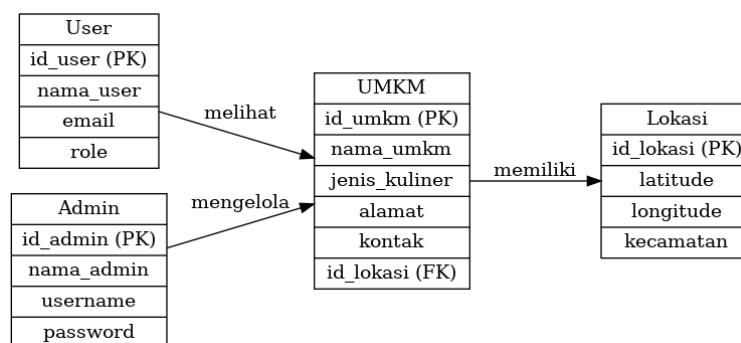 User
id_user (PK)
nama_user
email
role
Admin
id_admin (PK)
nama_admin
username
password
melihat
mengelola
UMKM
id_umkm (PK)
nama_umkm
jenis_kuliner
alamat
kontak
id_lokasi (FK)
memiliki
Lokasi
id_lokasi (PK)
latitude
longitude
kecamatan